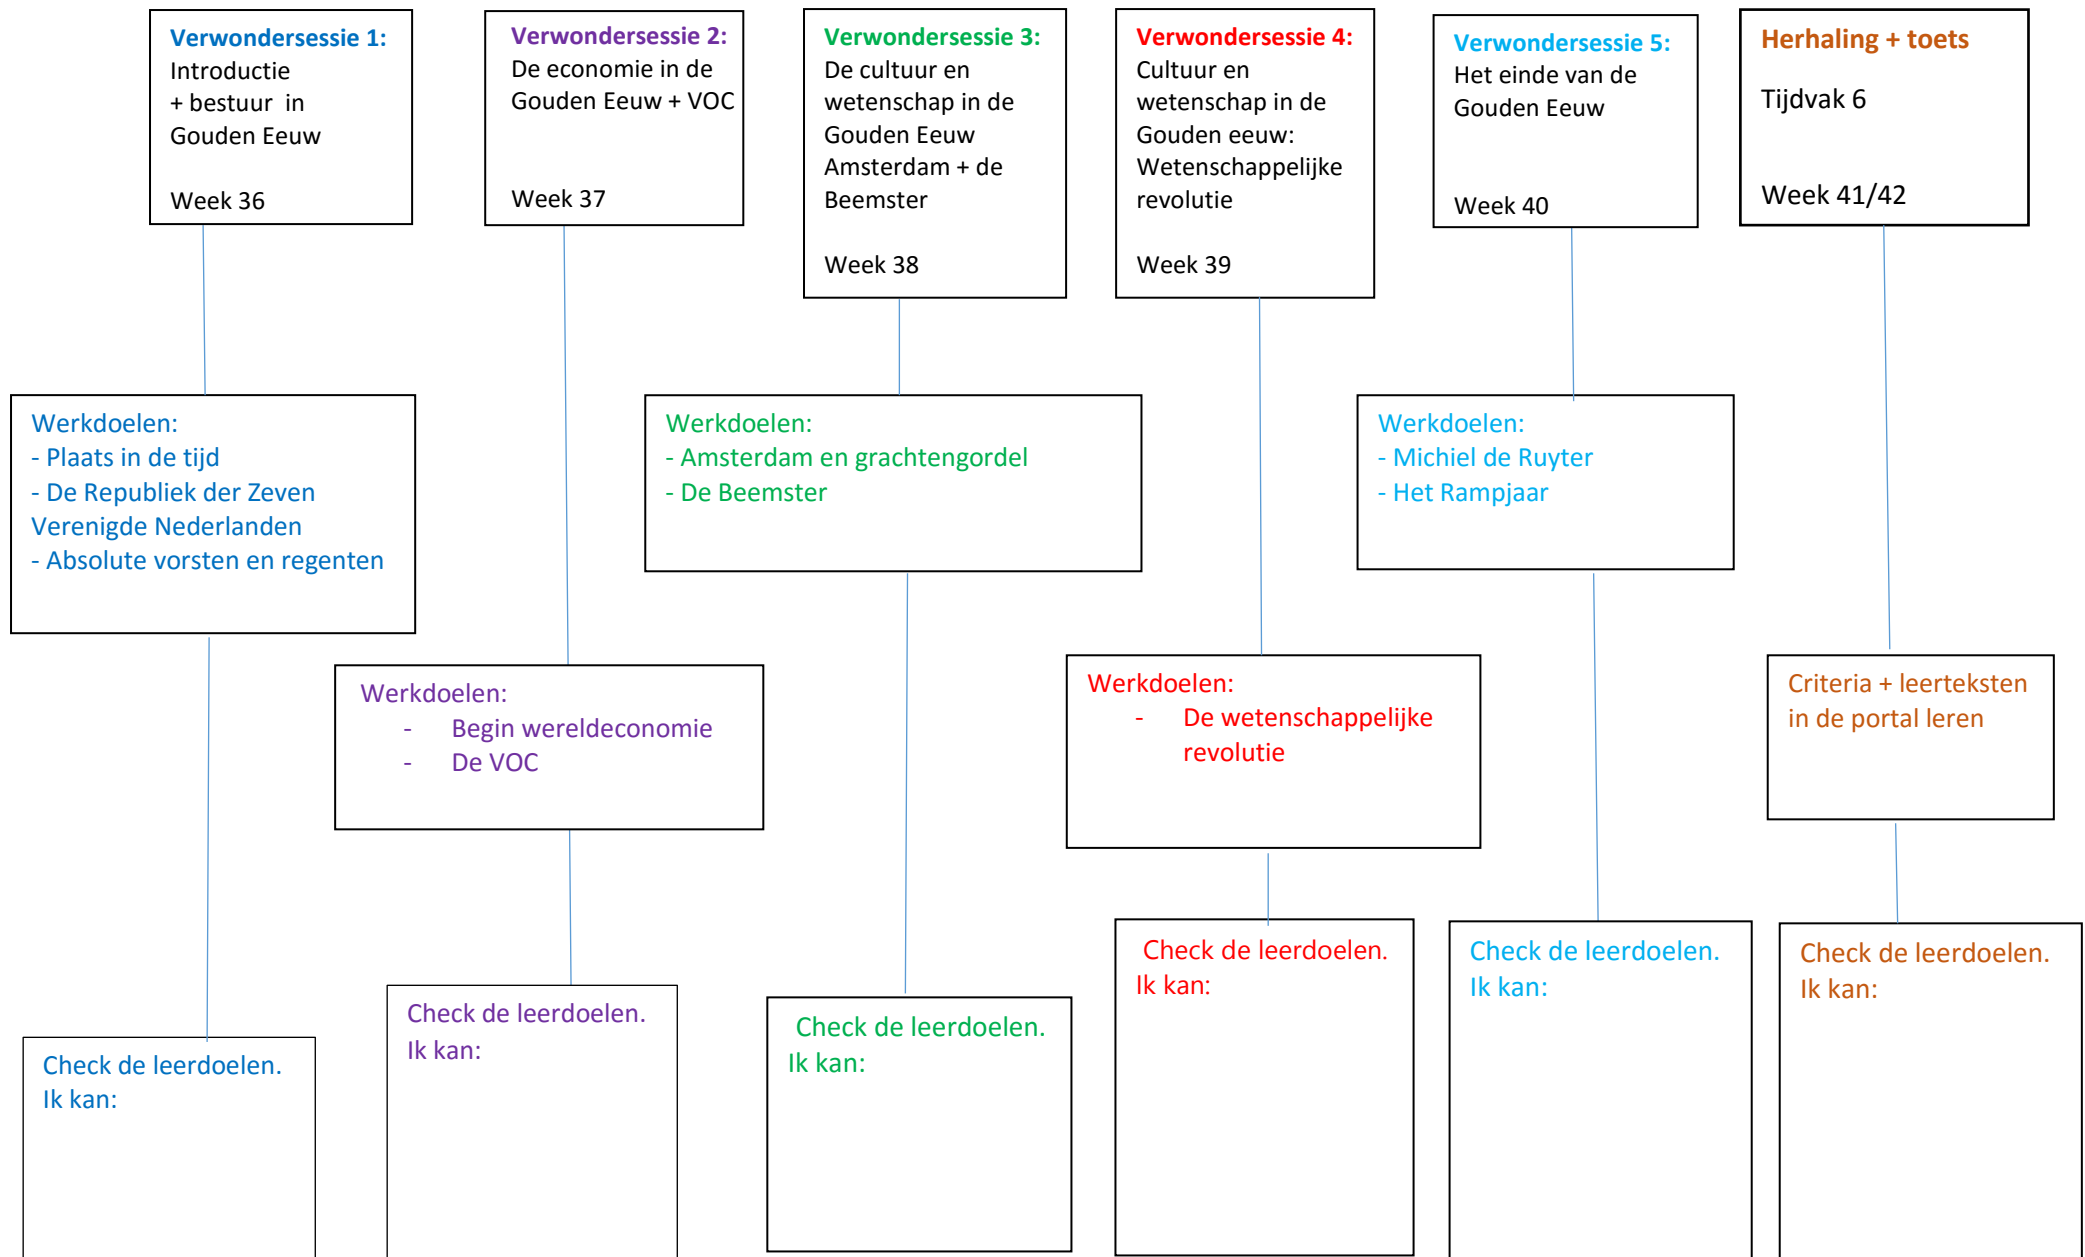 Verwondersessie 1:
Introductie
+ bestuur in
Gouden Eeuw
Week 36
Verwondersessie 2:
De economie in de
Gouden Eeuw + VOC
Week 37
Verwondersessie 3:
De cultuur en
wetenschap in de
Gouden Eeuw
Amsterdam + de
Beemster
Week 38
Verwondersessie 4:
Cultuur en
wetenschap in de
Gouden eeuw:
Wetenschappelijke
revolutie
Week 39
Verwondersessie 5:
Het einde van de
Gouden Eeuw
Week 40
Herhaling + toets
Tijdvak 6
Week 41/42
Werkdoelen:
- Plaats in de tijd
- De Republiek der Zeven
Verenigde Nederlanden
- Absolute vorsten en regenten
Werkdoelen:
- Begin wereldeconomie
- De VOC
Werkdoelen:
- Amsterdam en grachtengordel
- De Beemster
Werkdoelen:
- De wetenschappelijke
revolutie
Werkdoelen:
- Michiel de Ruyter
- Het Rampjaar
Criteria + leerteksten
in de portal leren
Check de leerdoelen.
Ik kan:
Check de leerdoelen.
Ik kan:
Check de leerdoelen.
Ik kan:
Check de leerdoelen.
Ik kan:
Check de leerdoelen.
Ik kan:
Check de leerdoelen.
Ik kan: